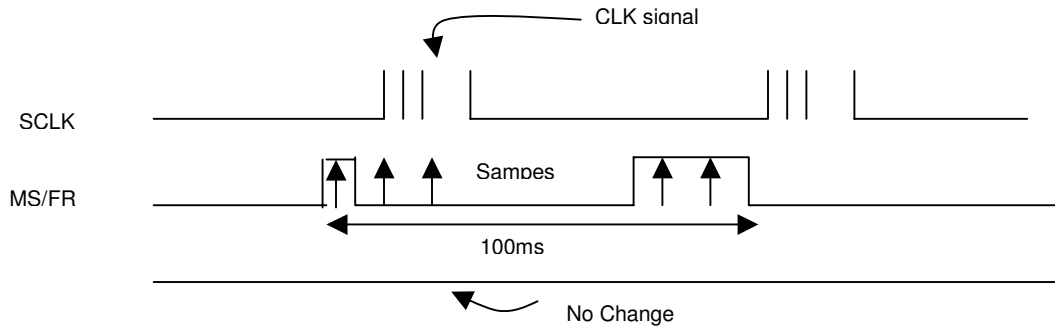 CLK signal
SCLK
Sampes
MS/FR
100ms
No Change